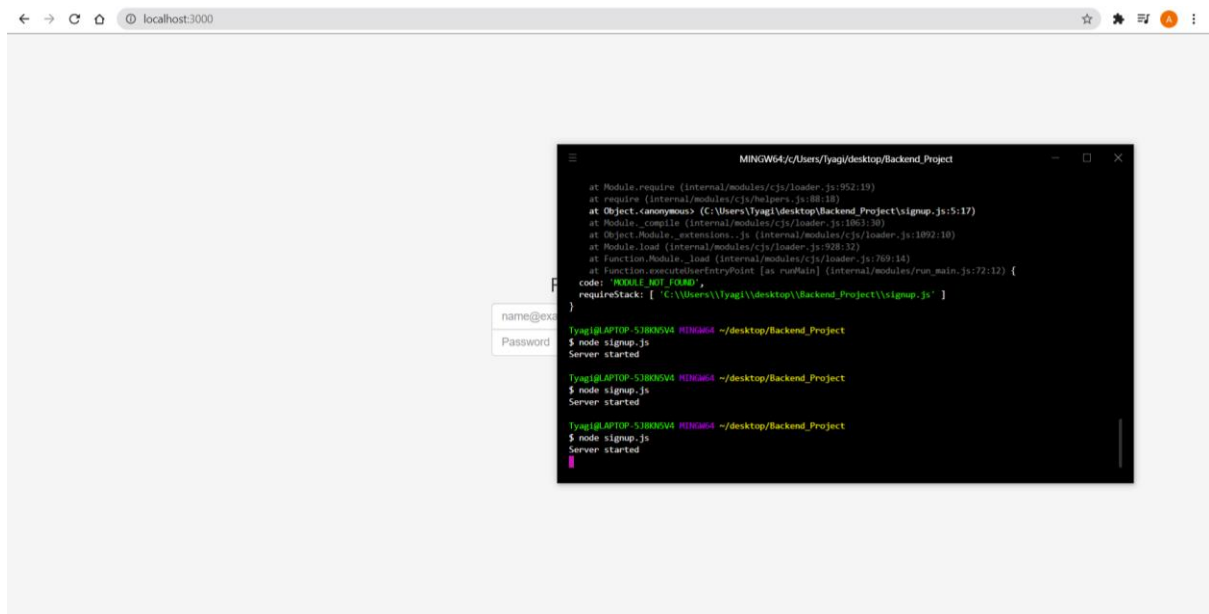 localhost:3000
A
MINGW64:/c/Users/Tyagi/desktop/Backend_Project
at Module.require (internal/modules/cjs/loader.js:952:19)
at require (internal/modules/cjs/helpers.js:88:18)
at Object.<anonymous> (C:\Users\Tyagi\desktop\Backend_Project\signup.js:5:17)
at Module._compile (internal/modules/cjs/loader.js:1063:30)
at Object.Module._extensions..js (internal/modules/cjs/loader.js:1092:10)
at Module.load (internal/modules/cjs/loader.js:928:32)
at Function.Module._load (internal/modules/cjs/loader.js:769:14)
at Function.executeUserEntryPoint [as runMain] (internal/modules/run_main.js:72:12) {
code: 'MODULE_NOT_FOUND',
requireStack: [ 'C:\\Users\\Tyagi\\desktop\\Backend_Project\\signup.js' ]
}
Tyagi@LAPTOP-5J8KN5V4 MINGW64 ~/desktop/Backend_Project
$ node signup.js
Server started
Tyagi@LAPTOP-5J8KN5V4 MINGW64 ~/desktop/Backend_Project
$ node signup.js
Server started
Tyagi@LAPTOP-5J8KN5V4 MINGW64 ~/desktop/Backend_Project
$ node signup.js
Server started
name@exa
Password